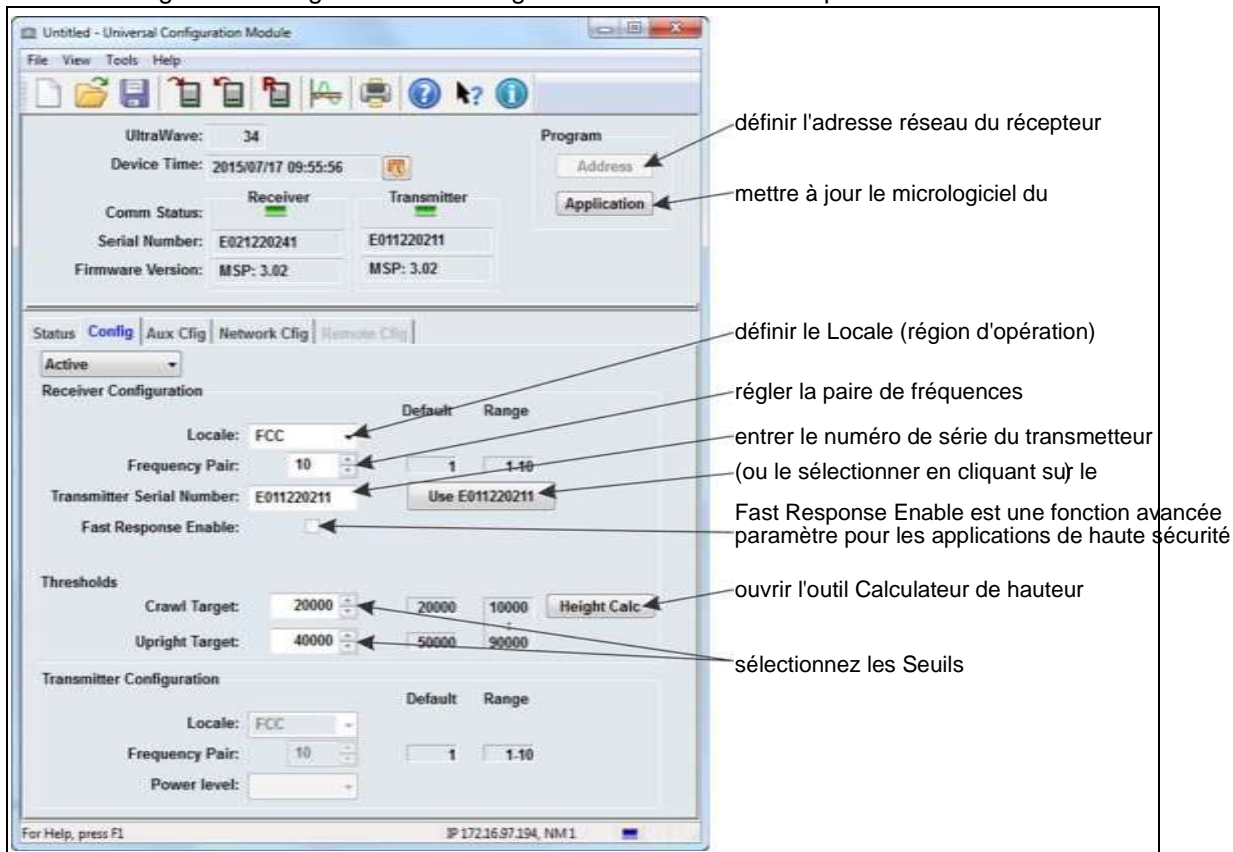 Untitled - Universal Configuration Module
File View Tools Help
UltraWave: 34
Program
définir l'adresse réseau du récepteur
Device Time: 2015/07/17 09:55:56
Address
Receiver Transmitter
Application
mettre à jour le micrologiciel du
Comm Status:
Serial Number: E021220241 E011220211
Firmware Version: MSP: 3.02 MSP: 3.02
Status Config Aux Cfig Network Cfig Remote Cfig
définir le Locale (région d'opération)
Active
Receiver Configuration
Default Range
régler la paire de fréquences
Locale: FCC
entrer le numéro de série du transmetteur
Frequency Pair: 10 1 1-10
(ou le sélectionner en cliquant sur le)
Transmitter Serial Number: E011220211 Use E011220211
Fast Response Enable:
Fast Response Enable est une fonction avancée
paramètre pour les applications de haute sécurité
Thresholds
ouvrir l'outil Calculateur de hauteur
Crawl Target: 20000 20000 10000 Height Calc
:
Upright Target: 40000 50000 90000
sélectionnez les Seuils
Transmitter Configuration
Default Range
Locale: FCC
Frequency Pair: 10 1 1-10
Power level:
For Help, press F1 IP 172.16.97.194, NM 1